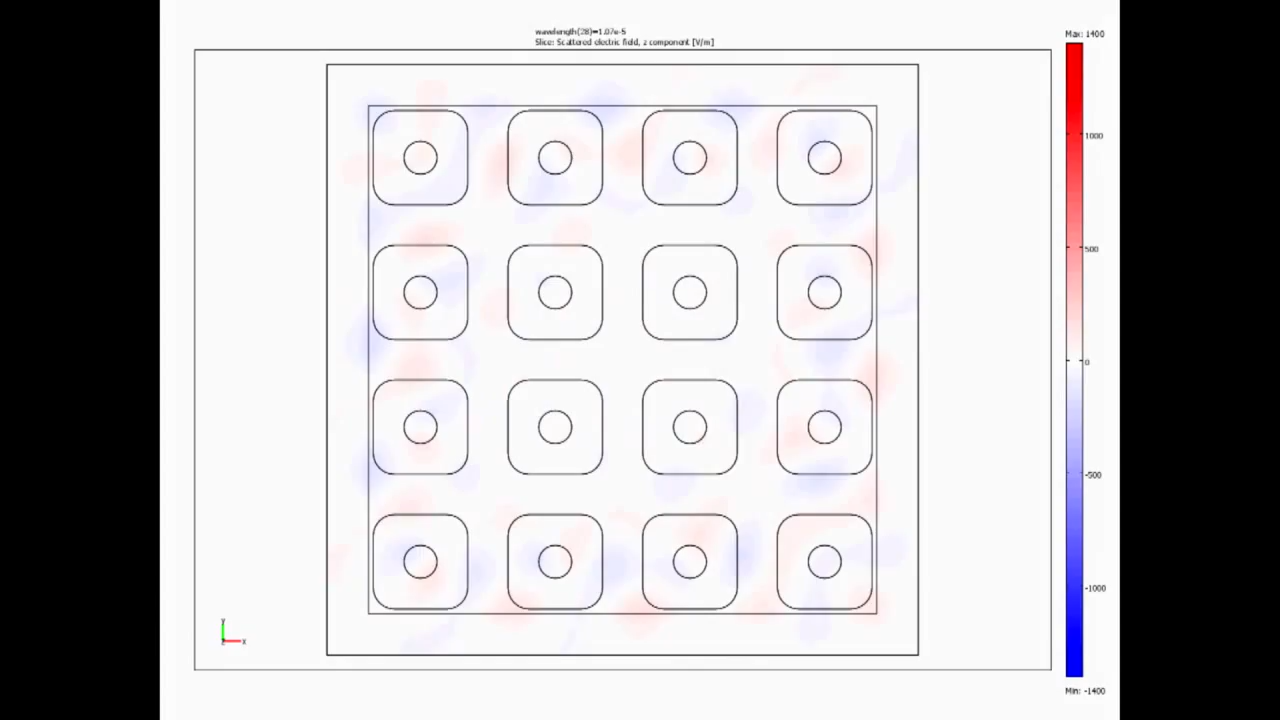 wavelength(28)=1.07e-5
Slice: Scattered electric field, z component [V/m]
Max: 1400
1000
500
0
-500
-1000
Min: -1400
y
z
x